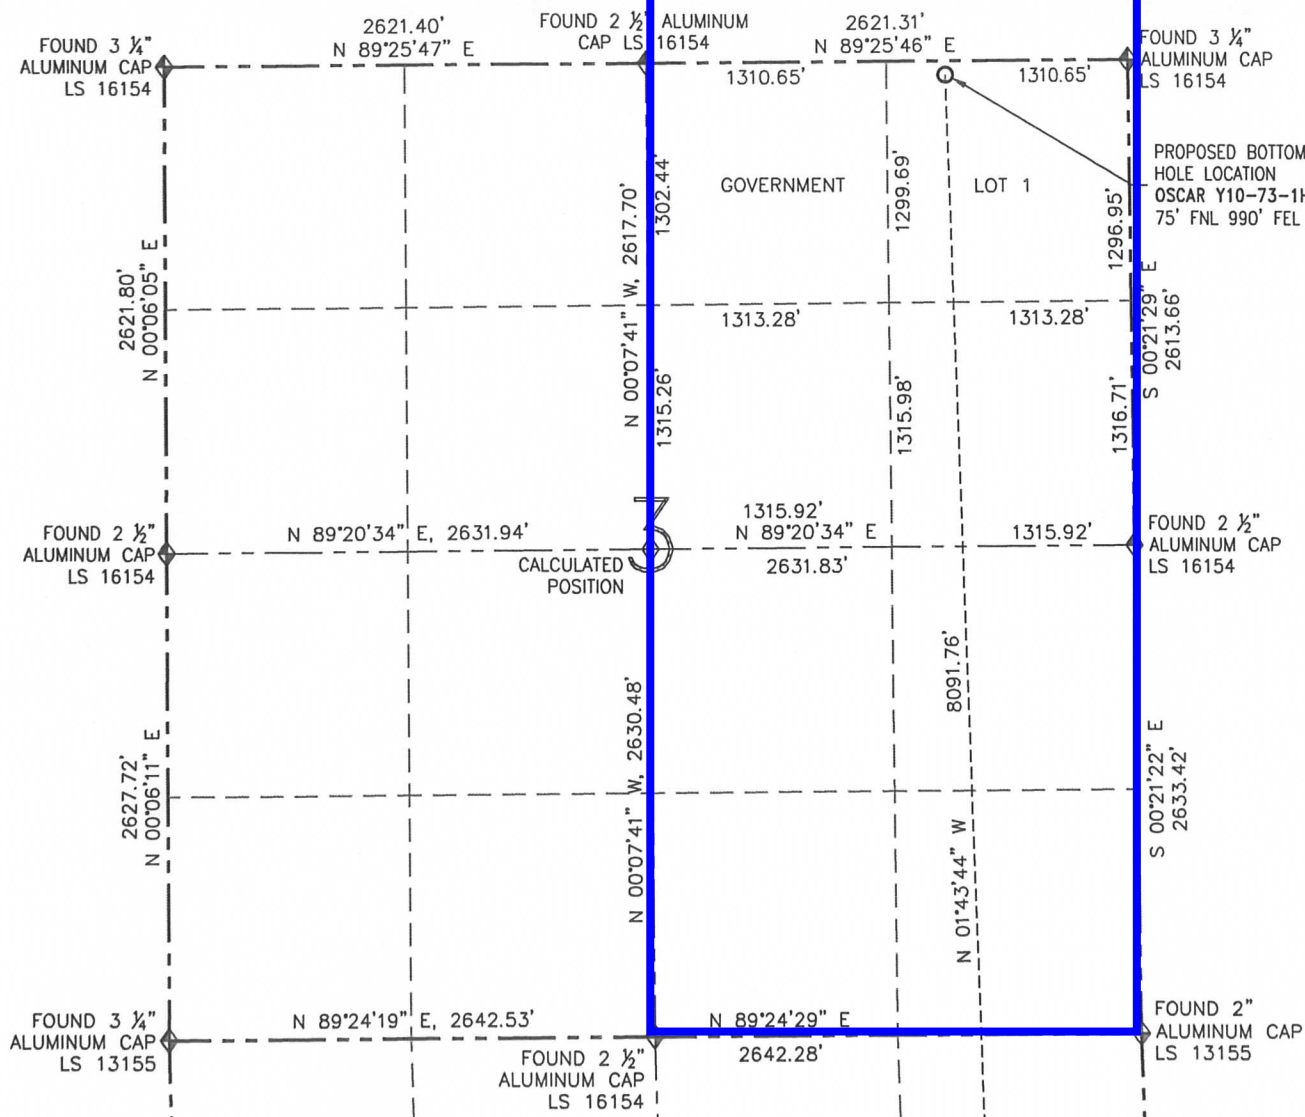 2621.40'
N 89°25'47" E
FOUND 2 ½" ALUMINUM
CAP LS 16154
2621.31'
N 89°25'46" E
FOUND 3 ¼"
ALUMINUM CAP
LS 16154
FOUND 3 ¼"
ALUMINUM CAP
LS 16154
1310.65'
1310.65'
PROPOSED BOTTOM
HOLE LOCATION
OSCAR Y10-73-1H
75' FNL 990' FEL
GOVERNMENT
LOT 1
1302.44'
1299.69'
1296.95'
N 00°07'41" W, 2617.70'
2621.80'
N 00°06'05" E
S 00°21'29" E
2613.66'
1313.28'
1313.28'
1315.26'
1315.98'
1316.71'
3
FOUND 2 ½"
ALUMINUM CAP
LS 16154
N 89°20'34" E, 2631.94'
CALCULATED
POSITION
1315.92'
N 89°20'34" E
2631.83'
1315.92'
FOUND 2 ½"
ALUMINUM CAP
LS 16154
8091.76'
N 01°43'44" W
N 00°07'41" W, 2630.48'
2627.72'
N 00°06'11" E
S 00°21'22" E
2633.42'
FOUND 3 ¼"
ALUMINUM CAP
LS 13155
N 89°24'19" E, 2642.53'
FOUND 2 ½"
ALUMINUM CAP
LS 16154
N 89°24'29" E
2642.28'
FOUND 2"
ALUMINUM CAP
LS 13155